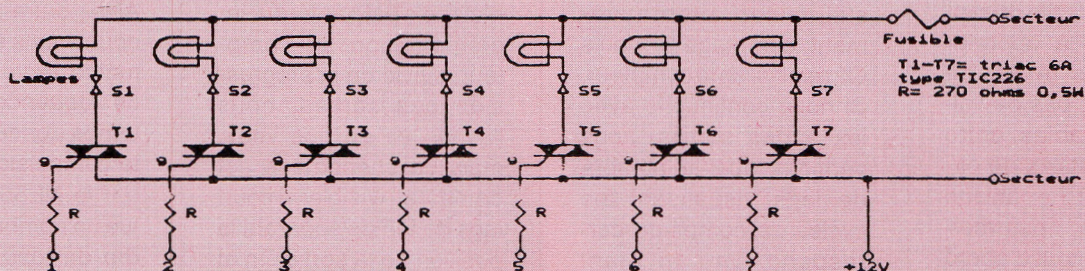 Secteur
Fusible
Lampes
S1 S2 S3 S4 S5 S6 S7
T1-T7= triac 6A
type TIC226
R= 270 ohms 0,5W
T1 T2 T3 T4 T5 T6 T7
g g g g g g g
Secteur
R R R R R R R
1 2 3 4 5 6 7 +12V